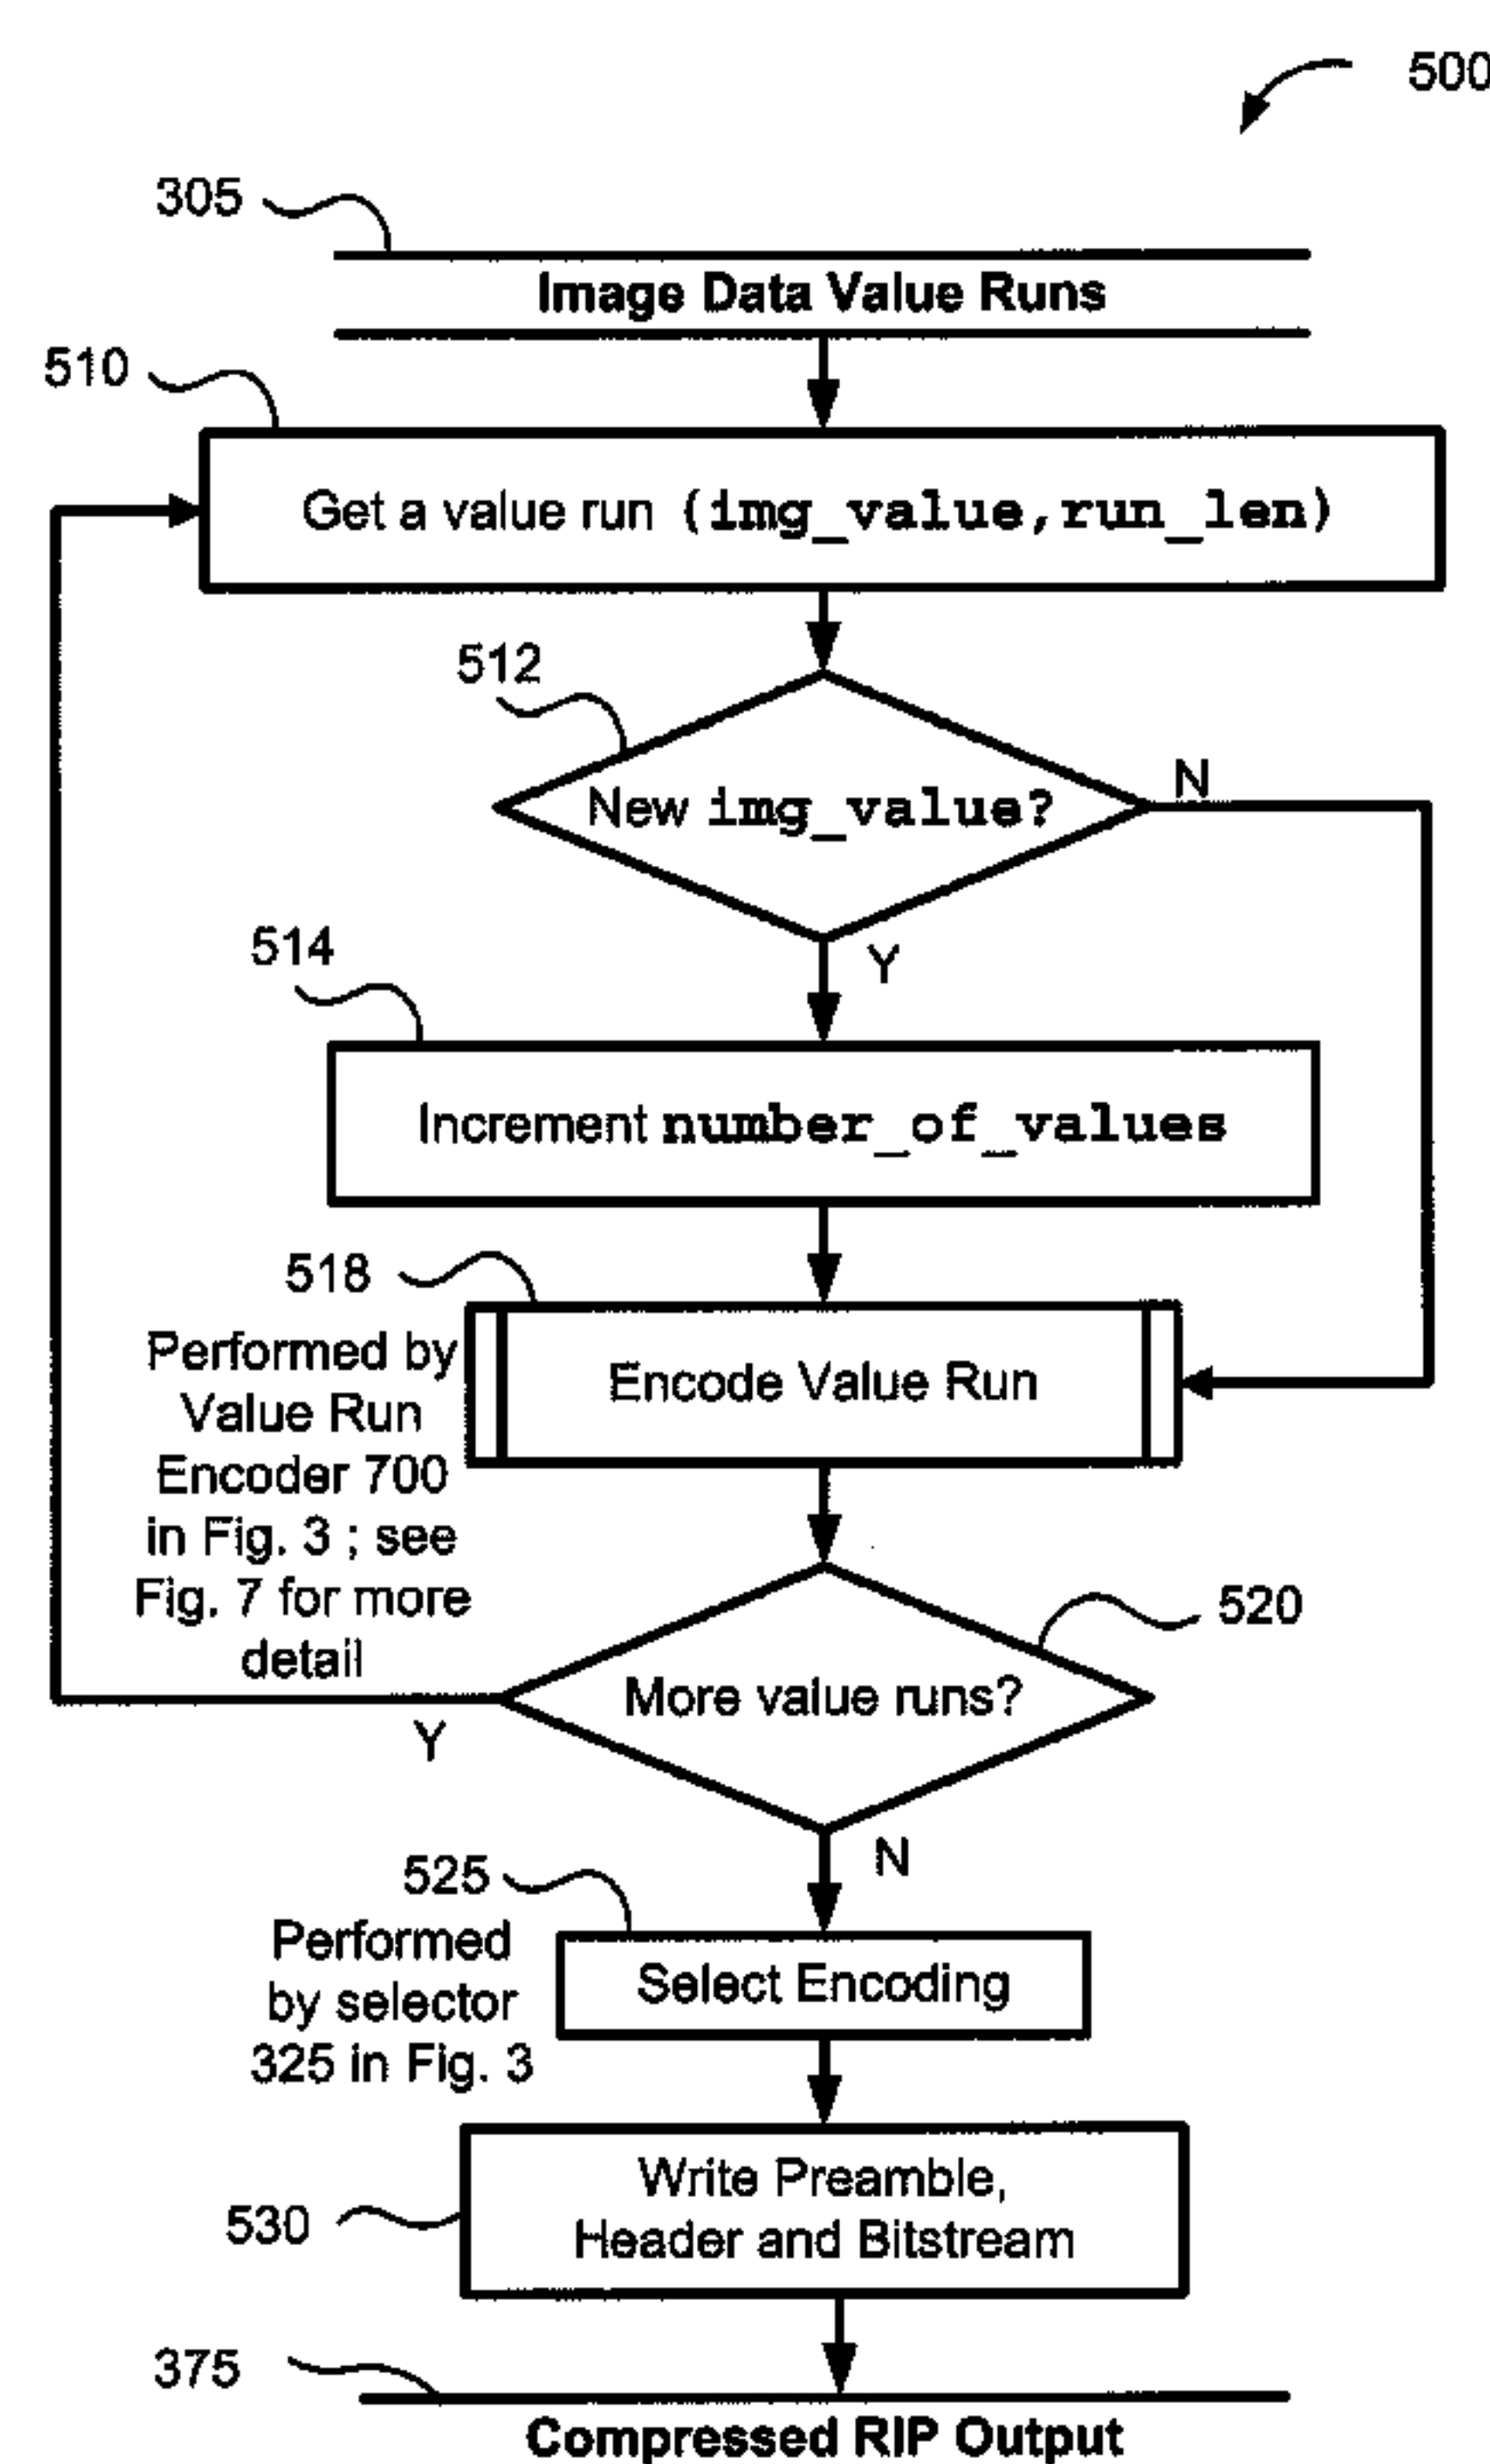 500
305
Image Data Value Runs
510
Get a value run (img_value,run_len)
512
New img_value?
N
Y
514
Increment number_of_values
518
Performed by
Value Run
Encoder 700
in Fig. 3 ; see
Fig. 7 for more
detail
Encode Value Run
520
More value runs?
Y
N
525
Performed
by selector
325 in Fig. 3
Select Encoding
530
Write Preamble,
Header and Bitstream
375
Compressed RIP Output